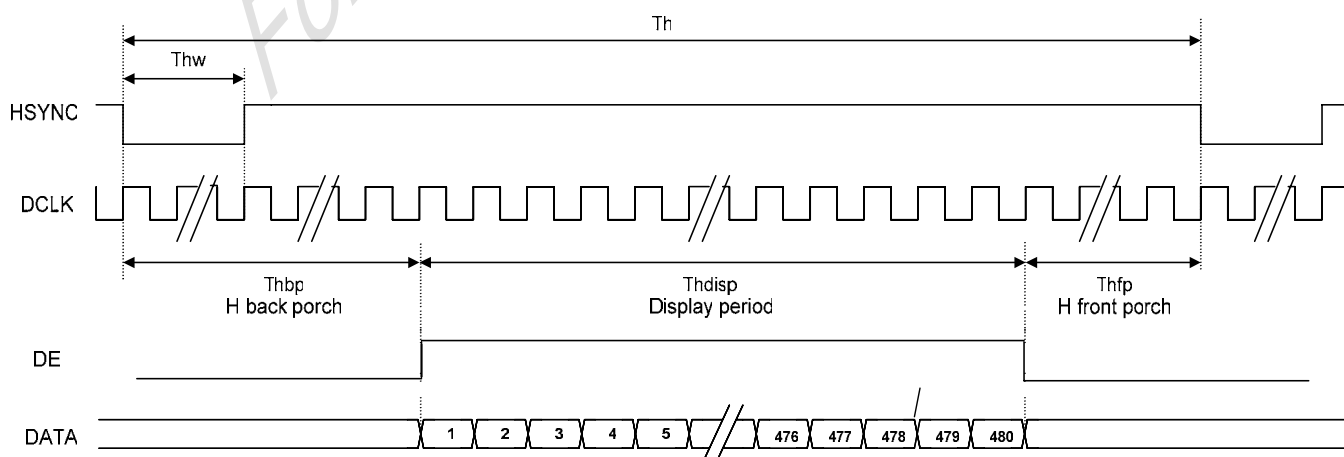 Th
Thw
HSYNC
DCLK
Thbp
H back porch
Thdisp
Display period
Thfp
H front porch
DE
DATA 1 2 3 4 5 476 477 478 479 480